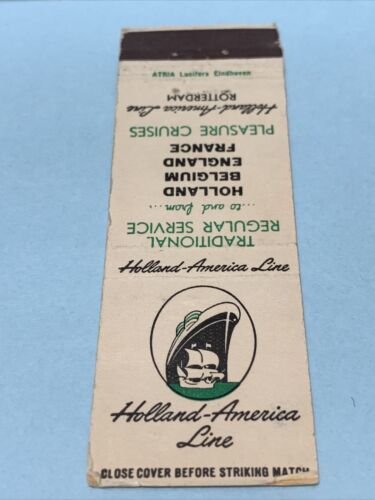 ATRIA Lucifers Eindhoven
Holland-America Line
TRADITIONAL
REGULAR SERVICE
...to and from...
HOLLAND
BELGIUM
ENGLAND
FRANCE
PLEASURE CRUISES
Holland-America Line
ROTTERDAM
Holland-America
Line
CLOSE COVER BEFORE STRIKING MATCH